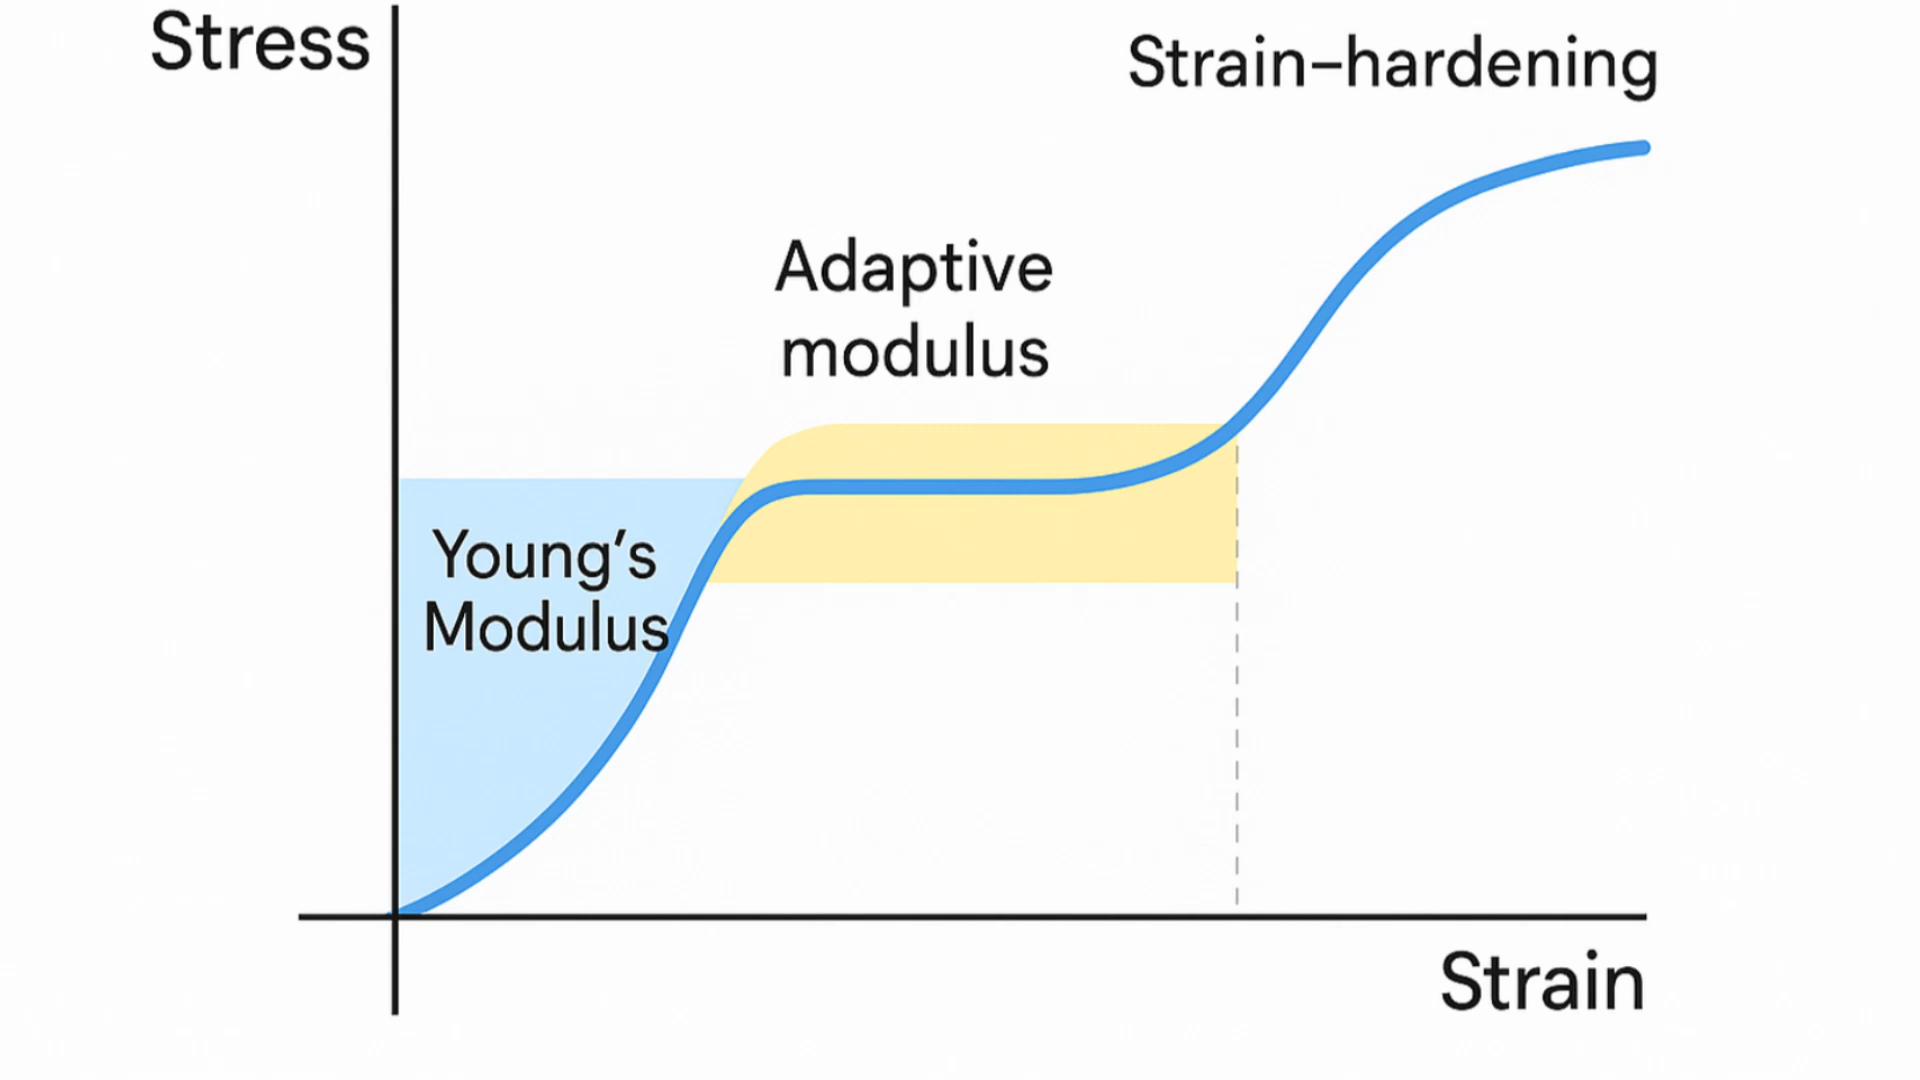 Stress
Strain–hardening
Adaptive
modulus
Young’s
Modulus
Strain